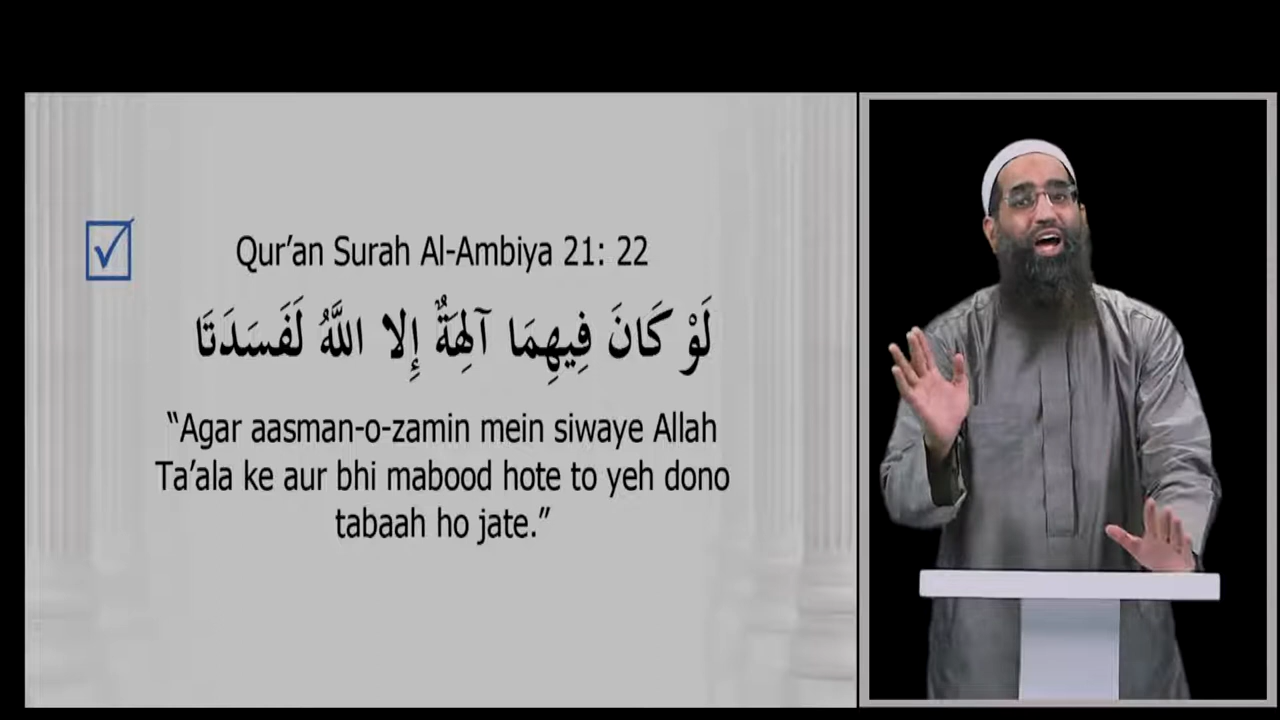 Qur’an Surah Al-Ambiya 21: 22
لَوْ كَانَ فِيهِمَا آلِهَةٌ إِلا اللَّهُ لَفَسَدَتَا
“Agar aasman-o-zamin mein siwaye Allah
Ta’ala ke aur bhi mabood hote to yeh dono
tabaah ho jate.”